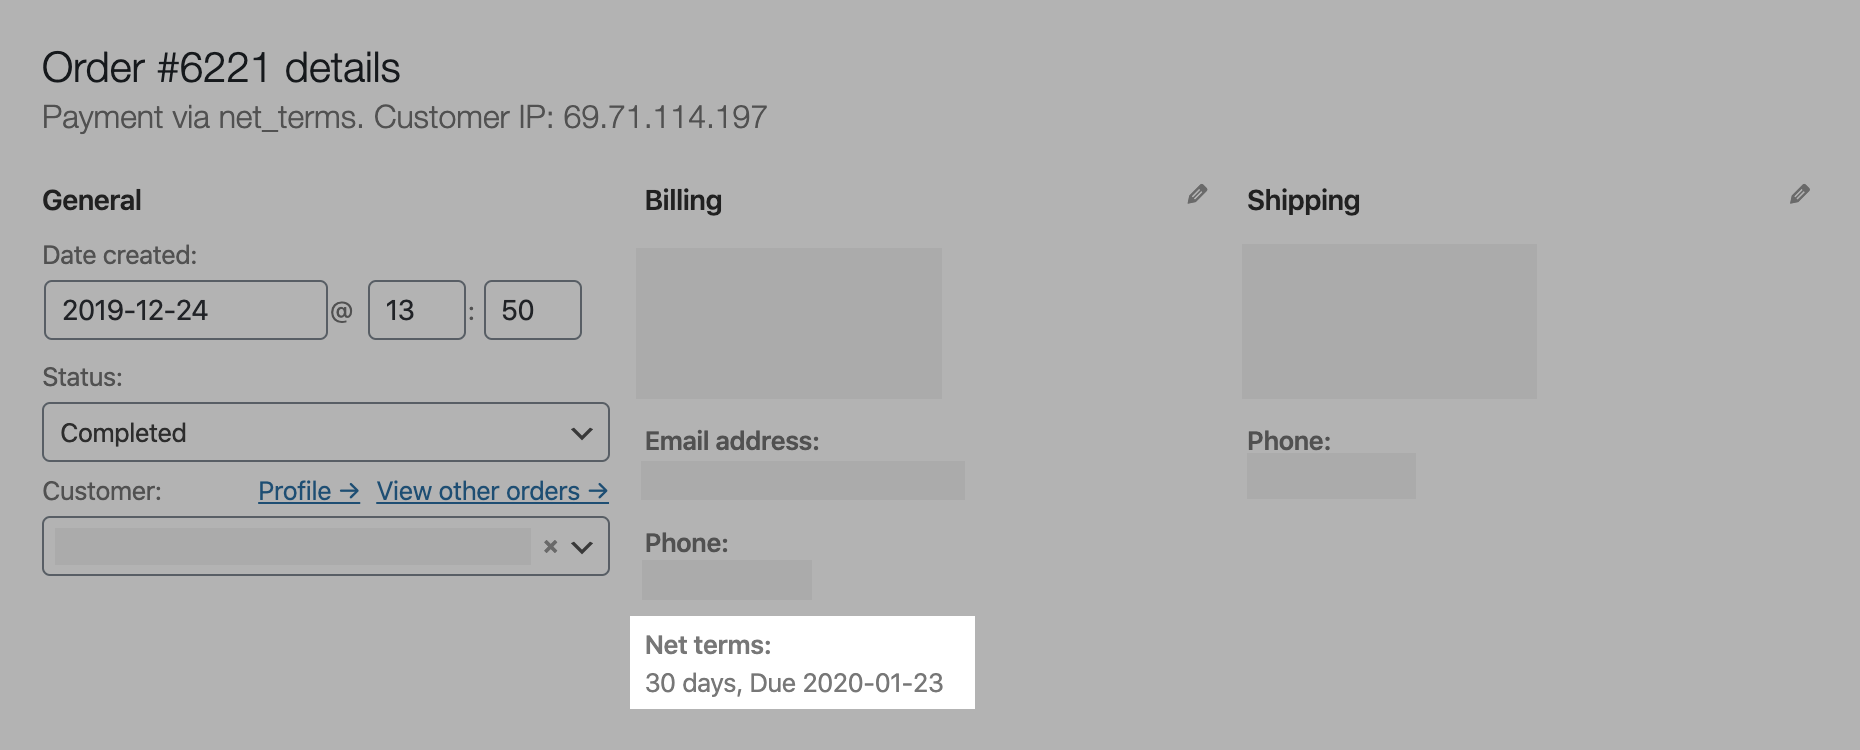 Order #6221 details
Payment via net_terms. Customer IP: 69.71.114.197
General
Date created:
2019-12-24 @ 13 : 50
Status:
Completed
Customer: Profile → View other orders →
×
Billing
Email address:
Phone:
Net terms:
30 days, Due 2020-01-23
Shipping
Phone: